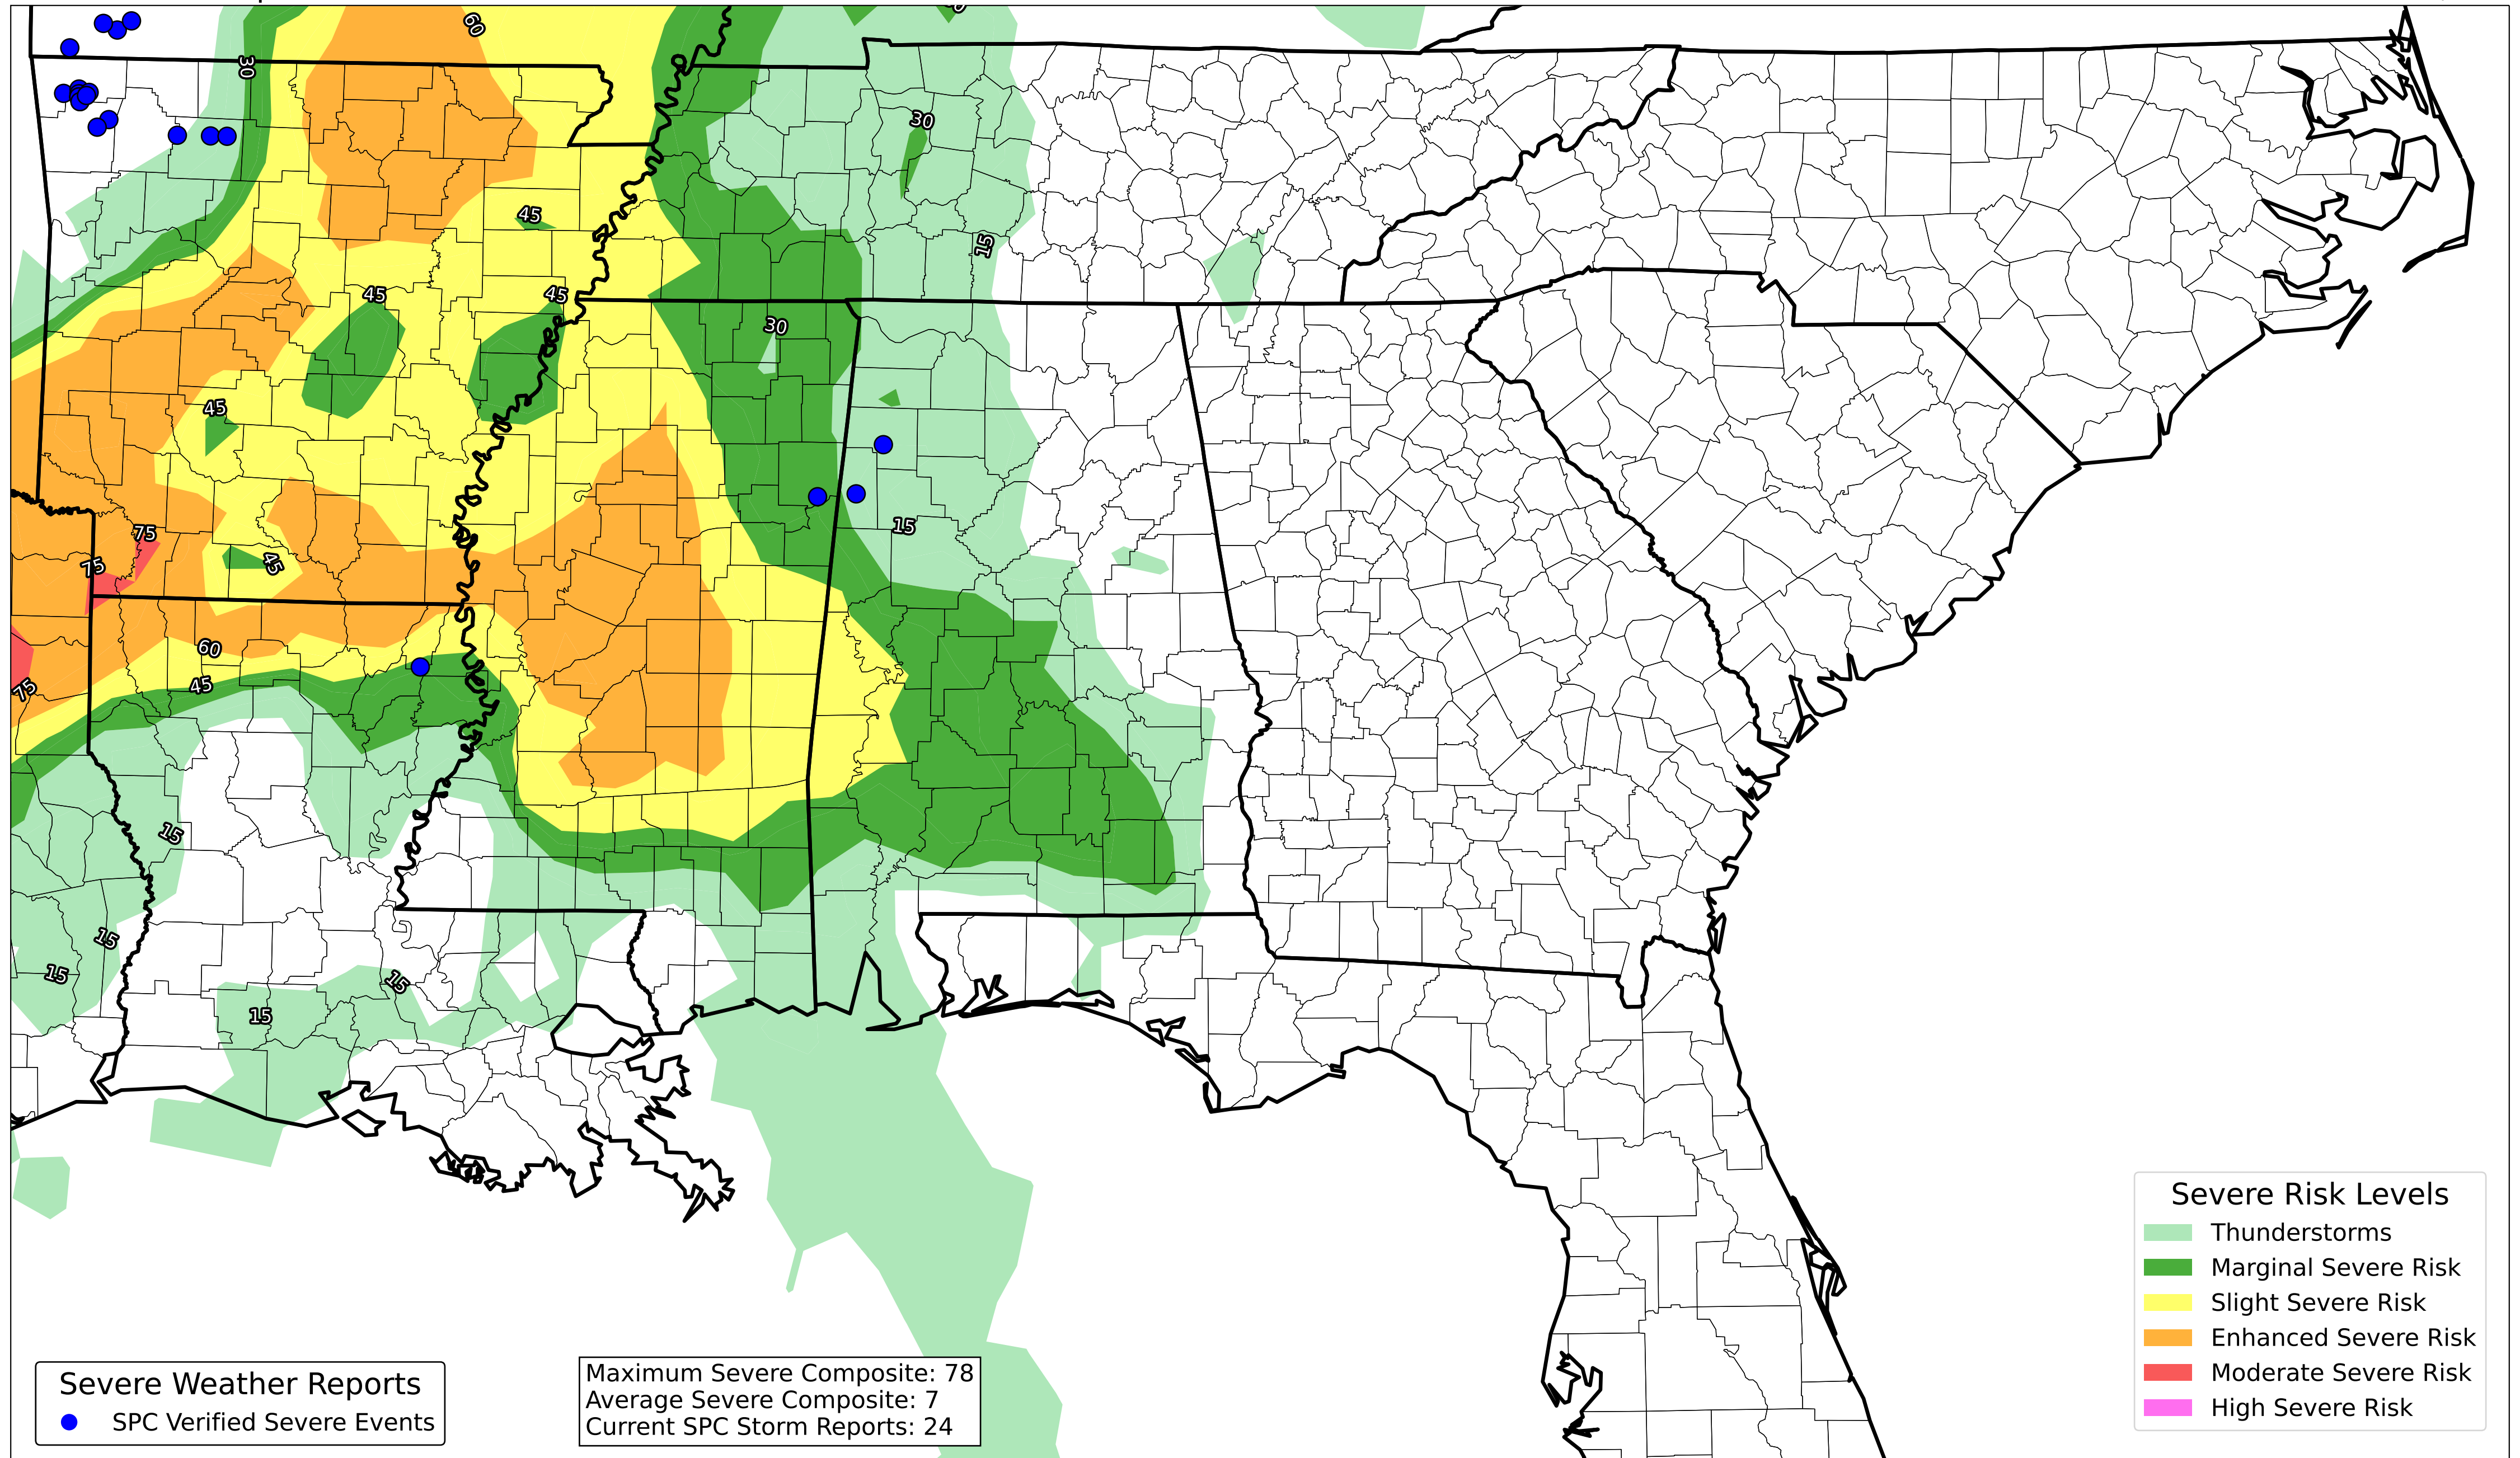 60
30
30
15
45
45
45
30
45
75
75
45
15
60
45
75
15
15
15
15
15
Severe Risk Levels
Thunderstorms
Marginal Severe Risk
Slight Severe Risk
Enhanced Severe Risk
Moderate Severe Risk
High Severe Risk
Severe Weather Reports
SPC Verified Severe Events
Maximum Severe Composite: 78
Average Severe Composite: 7
Current SPC Storm Reports: 24